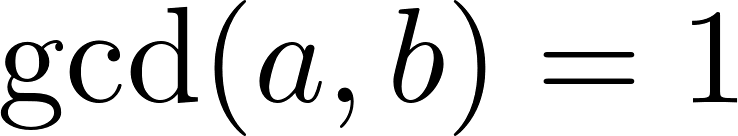 gcd(a, b) = 1